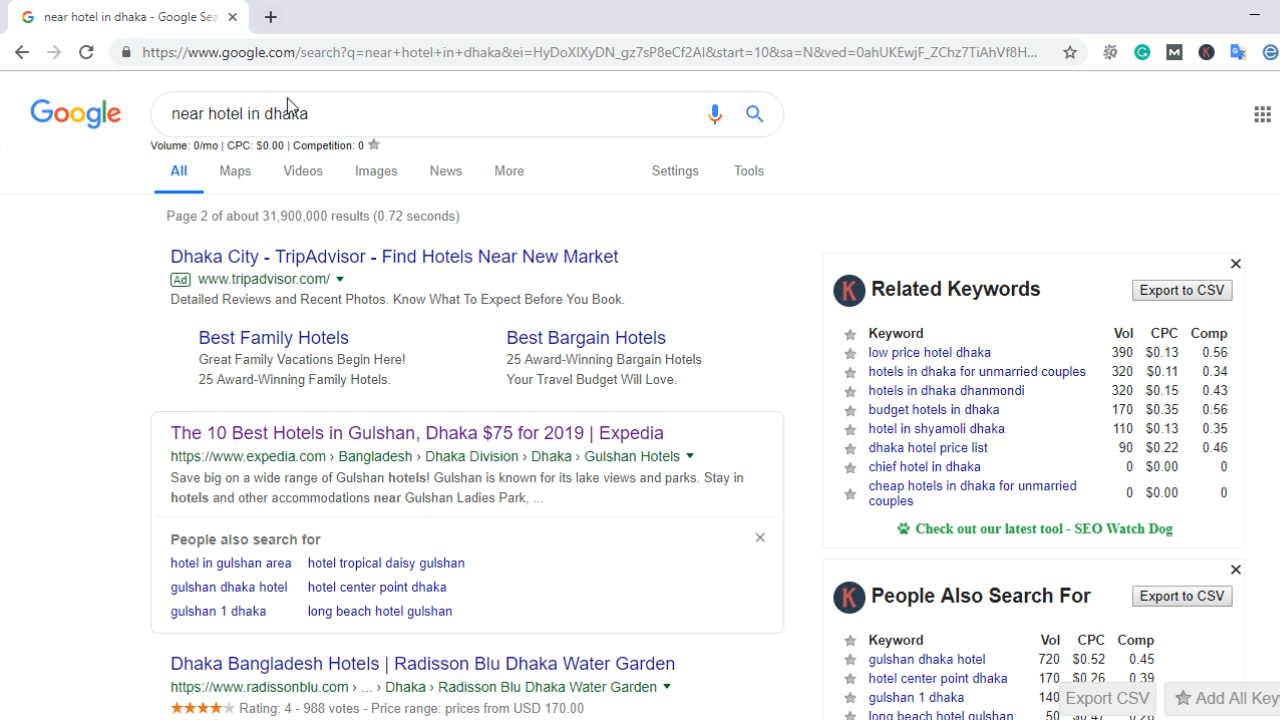 near hotel in dhaka - Google Sea
https://www.google.com/search?q=near+hotel+in+dhaka&ei=HyDoXIXyDN_gz7sP8eCf2AI&start=10&sa=N&ved=0ahUKEwjF_ZChz7TiAhVf8H...
Google
near hotel in dhaka
Volume: 0/mo | CPC: $0.00 | Competition: 0
All Maps Videos Images News More Settings Tools
Page 2 of about 31,900,000 results (0.72 seconds)
Dhaka City - TripAdvisor - Find Hotels Near New Market
Ad www.tripadvisor.com/
Detailed Reviews and Recent Photos. Know What To Expect Before You Book.
Best Family Hotels
Great Family Vacations Begin Here!
25 Award-Winning Family Hotels.
Best Bargain Hotels
25 Award-Winning Bargain Hotels
Your Travel Budget Will Love.
The 10 Best Hotels in Gulshan, Dhaka $75 for 2019 | Expedia
https://www.expedia.com › Bangladesh › Dhaka Division › Dhaka › Gulshan Hotels
Save big on a wide range of Gulshan hotels! Gulshan is known for its lake views and parks. Stay in
hotels and other accommodations near Gulshan Ladies Park, ...
People also search for
hotel in gulshan area hotel tropical daisy gulshan
gulshan dhaka hotel hotel center point dhaka
gulshan 1 dhaka long beach hotel gulshan
Dhaka Bangladesh Hotels | Radisson Blu Dhaka Water Garden
https://www.radissonblu.com › ... › Dhaka › Radisson Blu Dhaka Water Garden
Rating: 4 - 988 votes - Price range: prices from USD 170.00
K Related Keywords Export to CSV
Keyword Vol CPC Comp
low price hotel dhaka 390 $0.13 0.56
hotels in dhaka for unmarried couples 320 $0.11 0.34
hotels in dhaka dhanmondi 320 $0.15 0.43
budget hotels in dhaka 170 $0.35 0.56
hotel in shyamoli dhaka 110 $0.13 0.35
dhaka hotel price list 90 $0.22 0.46
chief hotel in dhaka 0 $0.00 0
cheap hotels in dhaka for unmarried
couples 0 $0.00 0
Check out our latest tool - SEO Watch Dog
K People Also Search For Export to CSV
Keyword Vol CPC Comp
gulshan dhaka hotel 720 $0.52 0.45
hotel center point dhaka 170 $0.26 0.39
gulshan 1 dhaka 140
long beach hotel gulshan 50
Export CSV Add All Key